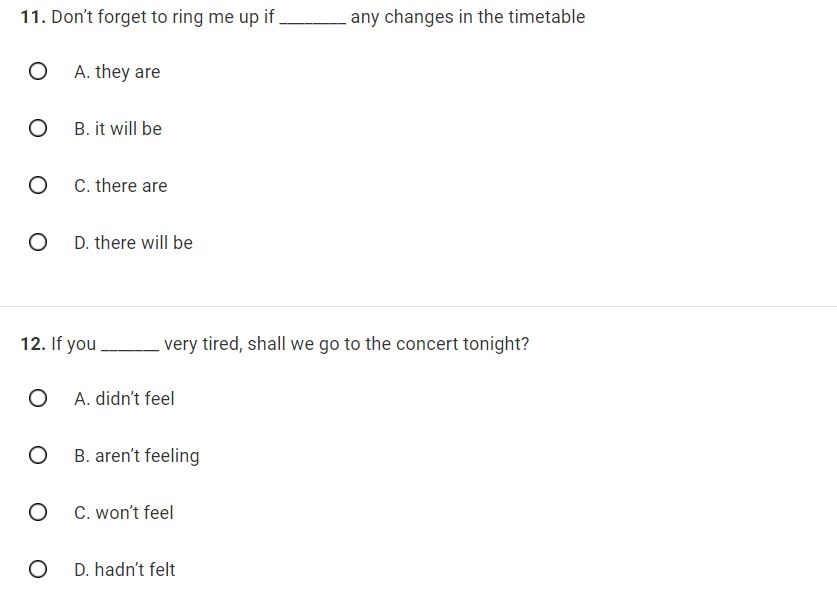 11. Don't forget to ring me up if ________ any changes in the timetable
A. they are
B. it will be
C. there are
D. there will be
12. If you _______ very tired, shall we go to the concert tonight?
A. didn't feel
B. aren't feeling
C. won't feel
D. hadn't felt